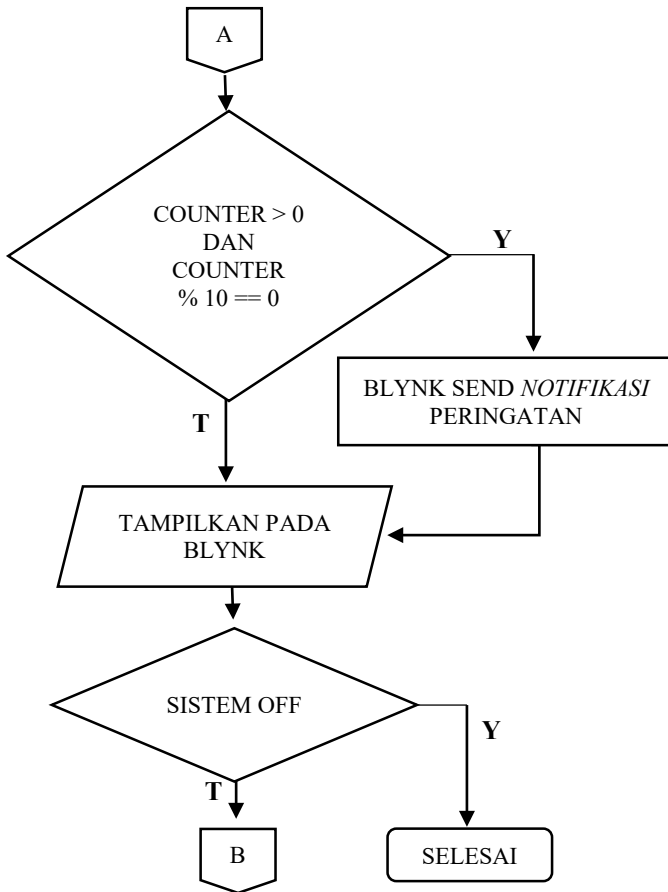 A
COUNTER > 0
DAN
COUNTER
% 10 == 0
Y
BLYNK SEND NOTIFIKASI
PERINGATAN
T
TAMPILKAN PADA
BLYNK
SISTEM OFF
Y
T
B
SELESAI